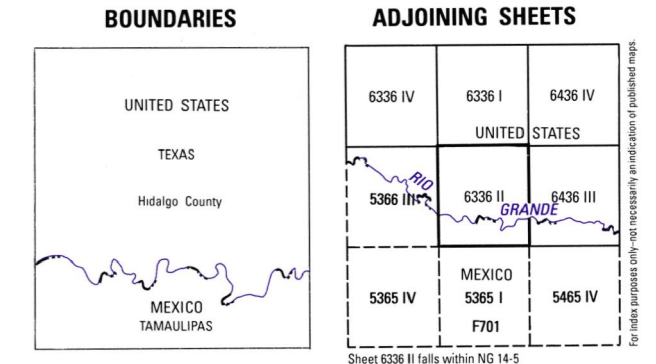 BOUNDARIES
UNITED STATES
TEXAS
Hidalgo County
MEXICO
TAMAULIPAS
ADJOINING SHEETS
6336 IV 6336 I 6436 IV
UNITED STATES
RIO
5366 III 6336 II 6436 III
GRANDE
MEXICO
5365 IV 5365 I 5465 IV
F701
Sheet 6336 II falls within NG 14-5
For index purposes only—not necessarily an indication of published maps.